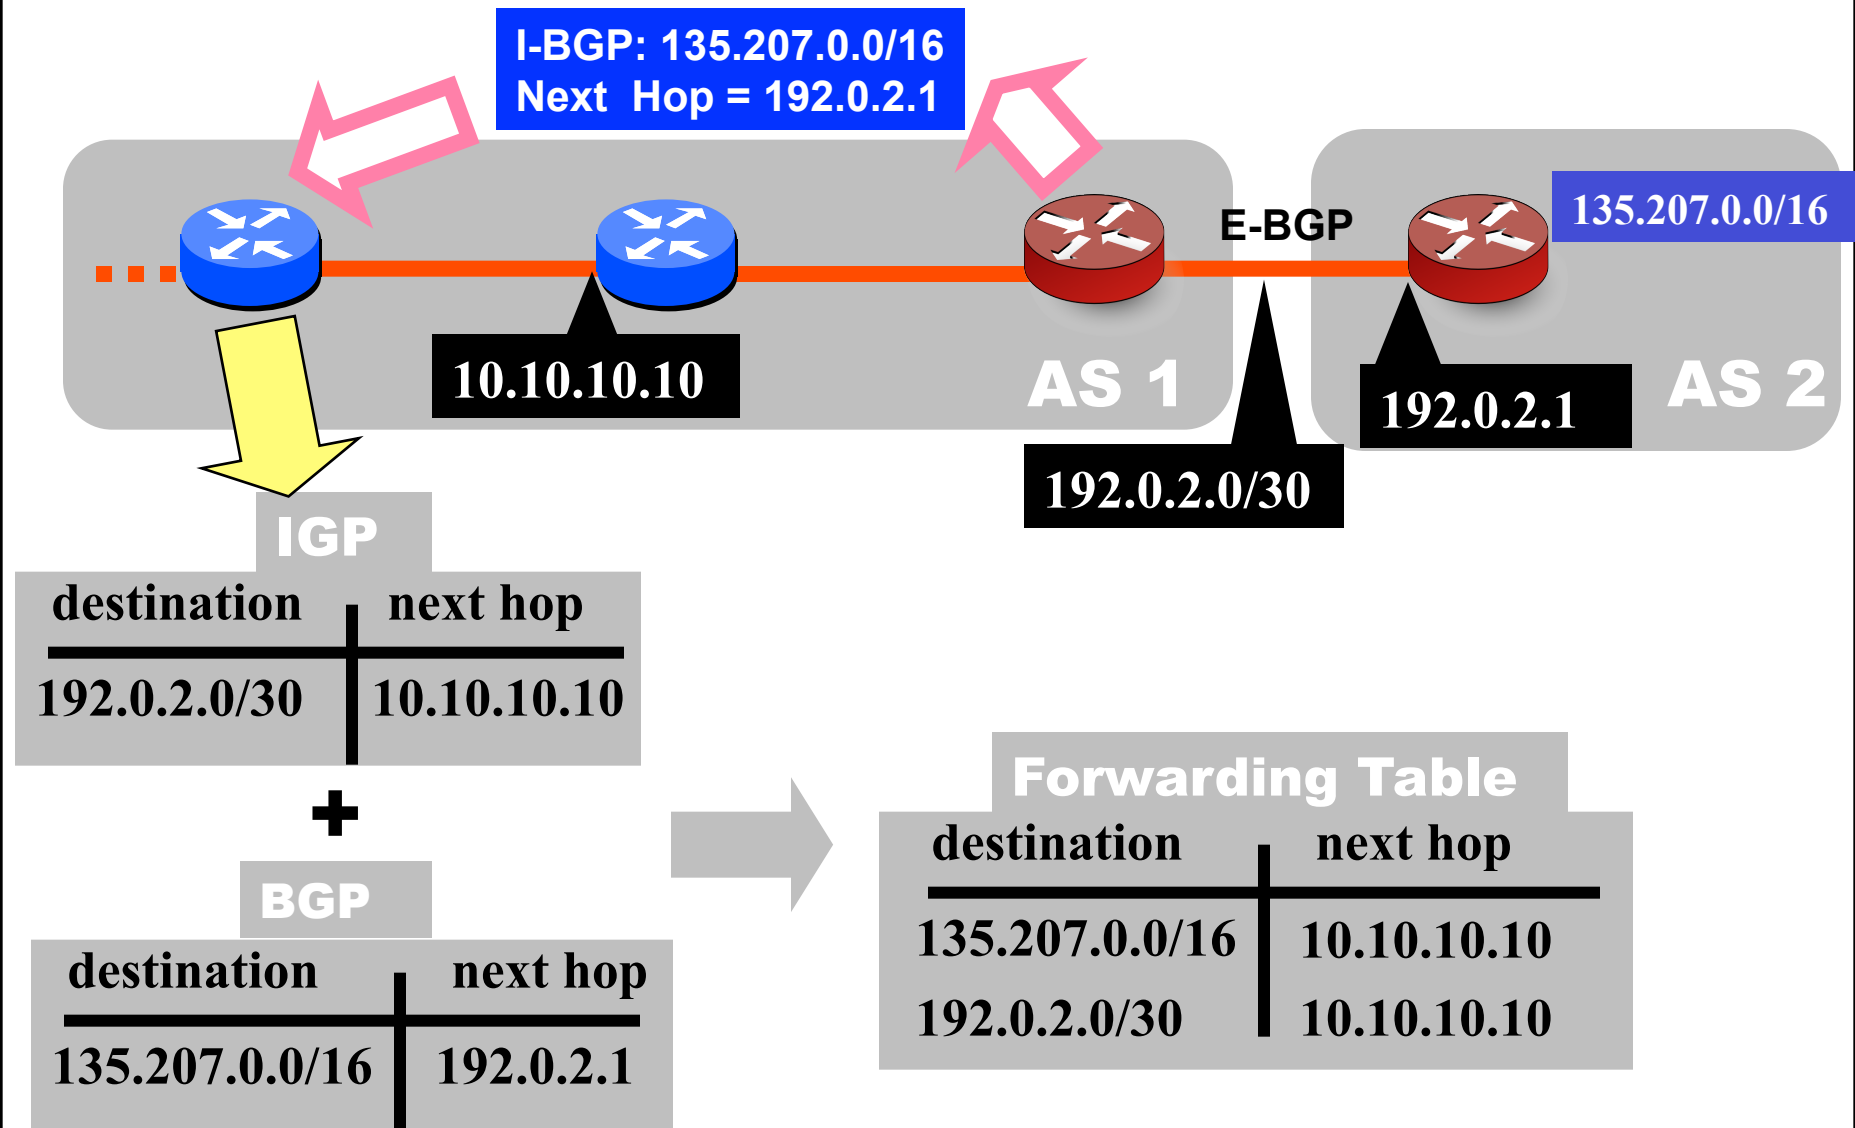 I-BGP: 135.207.0.0/16
Next Hop = 192.0.2.1
E-BGP
135.207.0.0/16
10.10.10.10
AS 1
192.0.2.1
AS 2
192.0.2.0/30
IGP
destination next hop
192.0.2.0/30 10.10.10.10
+
BGP
destination next hop
135.207.0.0/16 192.0.2.1
Forwarding Table
destination next hop
135.207.0.0/16 10.10.10.10
192.0.2.0/30 10.10.10.10